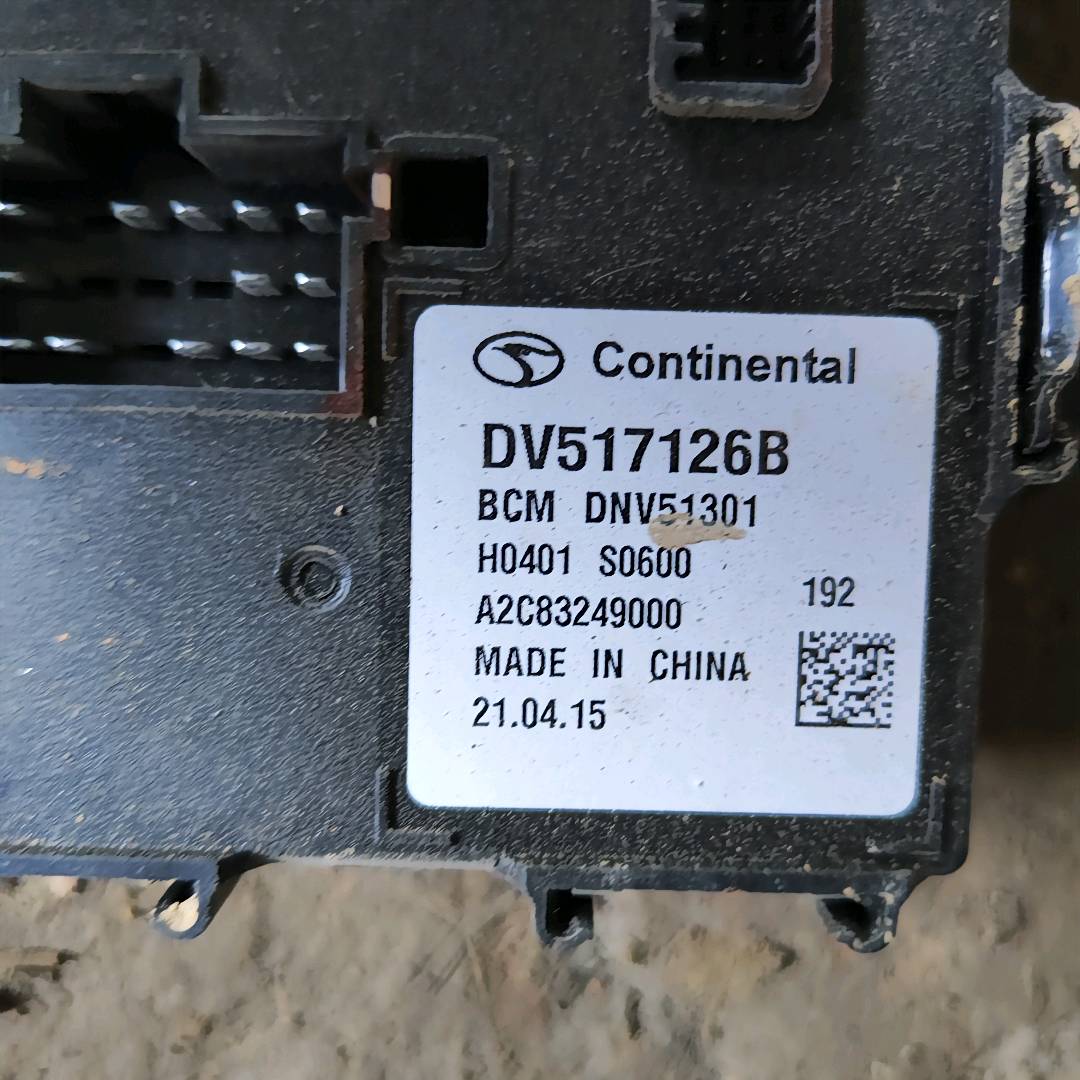 Continental
DV517126B
BCM DNV51301
H0401 S0600
A2C83249000
192
MADE IN CHINA
21.04.15